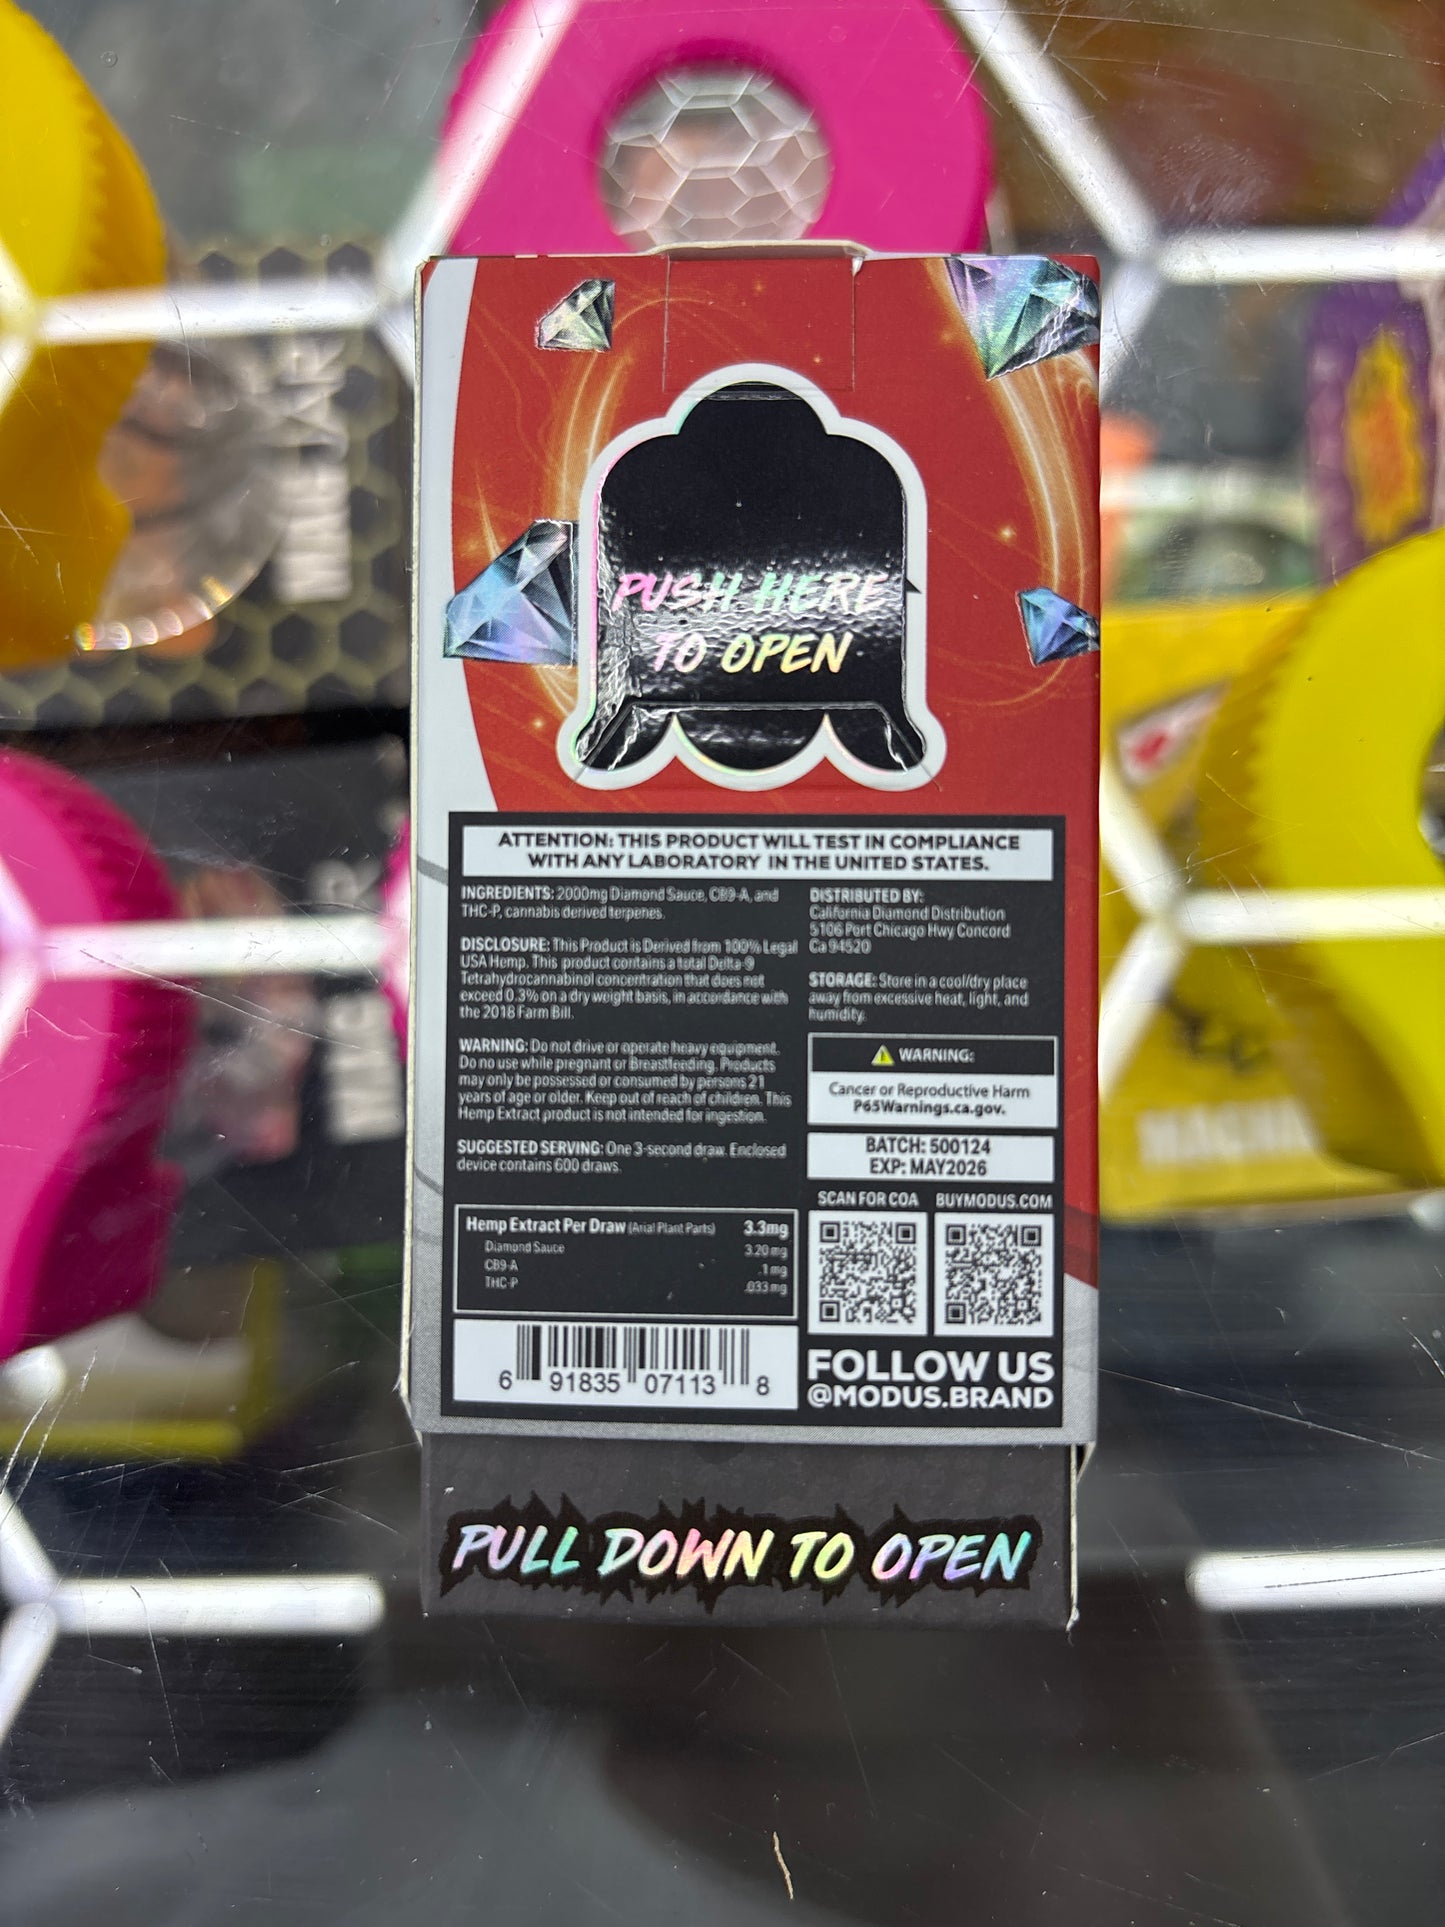 PUSH HERE
TO OPEN
ATTENTION: THIS PRODUCT WILL TEST IN COMPLIANCE
WITH ANY LABORATORY IN THE UNITED STATES.
INGREDIENTS: 2000mg Diamond Sauce, CB9-A, and
THC-P, cannabis derived terpenes.
DISCLOSURE: This Product is Derived from 100% Legal
USA Hemp. This product contains a total Delta-9
Tetrahydrocannabinol concentration that does not
exceed 0.3% on a dry weight basis, in accordance with
the 2018 Farm Bill.
WARNING: Do not drive or operate heavy equipment.
Do no use while pregnant or Breastfeeding. Products
may only be possessed or consumed by persons 21
years of age or older. Keep out of reach of children. This
Hemp Extract product is not intended for ingestion.
SUGGESTED SERVING: One 3-second draw. Enclosed
device contains 600 draws.
Hemp Extract Per Draw (Arial Plant Parts) 3.3mg
Diamond Sauce 3.20 mg
CB9-A .1 mg
THC-P .033 mg
6 91835 07113 8
DISTRIBUTED BY:
California Diamond Distribution
5106 Port Chicago Hwy Concord
Ca 94520
STORAGE: Store in a cool/dry place
away from excessive heat, light, and
humidity.
WARNING:
Cancer or Reproductive Harm
P65Warnings.ca.gov.
BATCH: 500124
EXP: MAY2026
SCAN FOR COA BUYMODUS.COM
FOLLOW US
@MODUS.BRAND
PULL DOWN TO OPEN